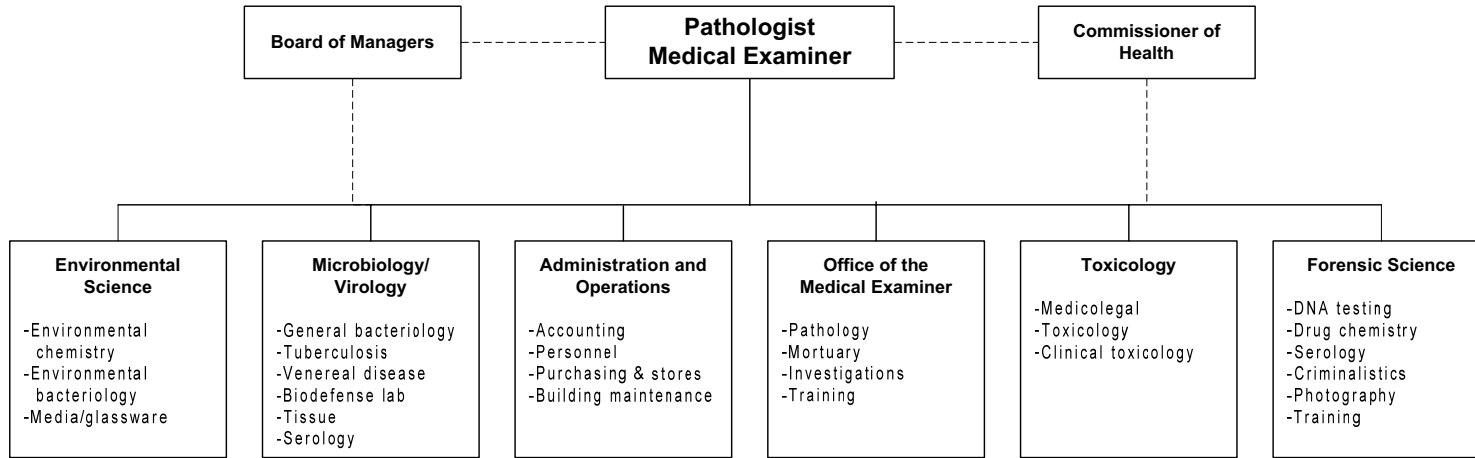 Board of Managers
Pathologist
Medical Examiner
Commissioner of
Health
Environmental
Science
-Environmental
chemistry
-Environmental
bacteriology
-Media/glassware
Microbiology/
Virology
-General bacteriology
-Tuberculosis
-Venereal disease
-Biodefense lab
-Tissue
-Serology
Administration and
Operations
-Accounting
-Personnel
-Purchasing & stores
-Building maintenance
Office of the
Medical Examiner
-Pathology
-Mortuary
-Investigations
-Training
Toxicology
-Medicolegal
-Toxicology
-Clinical toxicology
Forensic Science
-DNA testing
-Drug chemistry
-Serology
-Criminalistics
-Photography
-Training